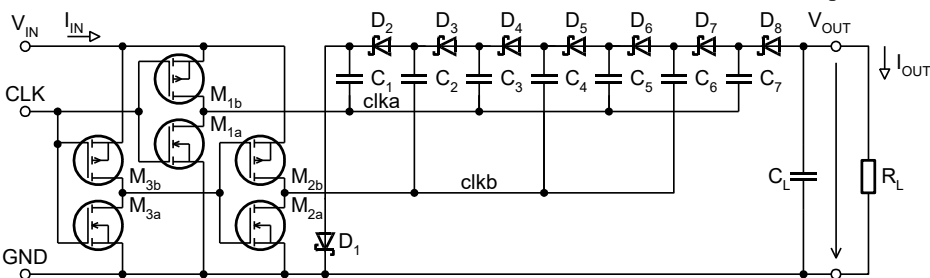 V_IN I_IN D_2 D_3 D_4 D_5 D_6 D_7 D_8 V_OUT
I_OUT
C_1 C_2 C_3 C_4 C_5 C_6 C_7
CLK M_1b
clka
M_1a
M_3b M_2b clkb C_L R_L
M_3a M_2a
D_1
GND